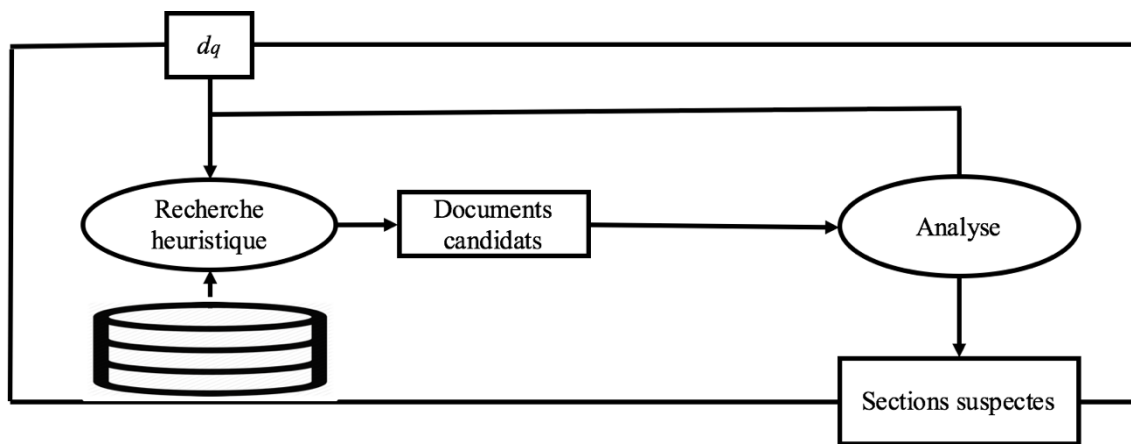 dq
Recherche
heuristique
Documents
candidats
Analyse
Sections suspectes